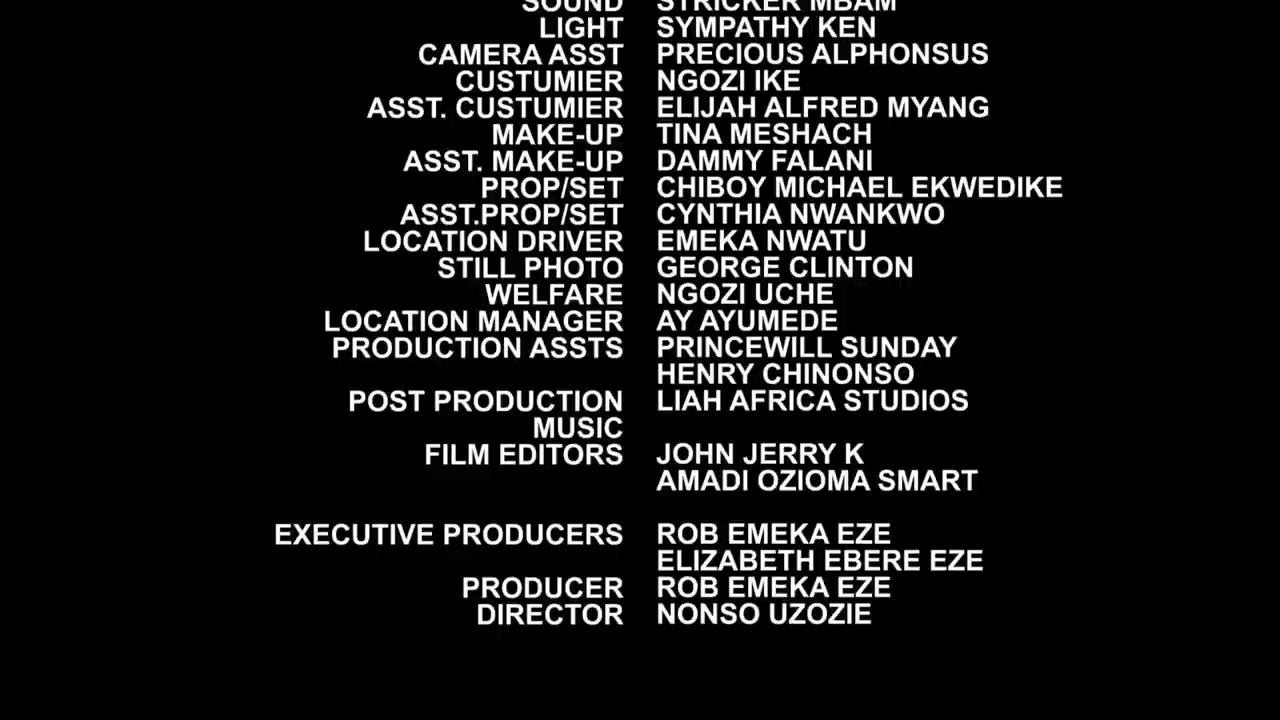 SOUND STRICKER MBAM
LIGHT SYMPATHY KEN
CAMERA ASST PRECIOUS ALPHONSUS
CUSTUMIER NGOZI IKE
ASST. CUSTUMIER ELIJAH ALFRED MYANG
MAKE-UP TINA MESHACH
ASST. MAKE-UP DAMMY FALANI
PROP/SET CHIBOY MICHAEL EKWEDIKE
ASST.PROP/SET CYNTHIA NWANKWO
LOCATION DRIVER EMEKA NWATU
STILL PHOTO GEORGE CLINTON
WELFARE NGOZI UCHE
LOCATION MANAGER AY AYUMEDE
PRODUCTION ASSTS PRINCEWILL SUNDAY
HENRY CHINONSO
POST PRODUCTION LIAH AFRICA STUDIOS
MUSIC
FILM EDITORS JOHN JERRY K
AMADI OZIOMA SMART
EXECUTIVE PRODUCERS ROB EMEKA EZE
ELIZABETH EBERE EZE
PRODUCER ROB EMEKA EZE
DIRECTOR NONSO UZOZIE